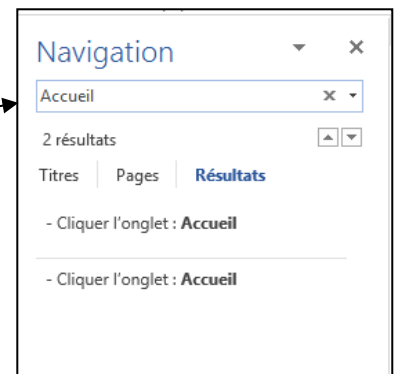 Navigation
Accueil
2 résultats
Titres Pages Résultats
- Cliquer l'onglet : Accueil
- Cliquer l'onglet : Accueil